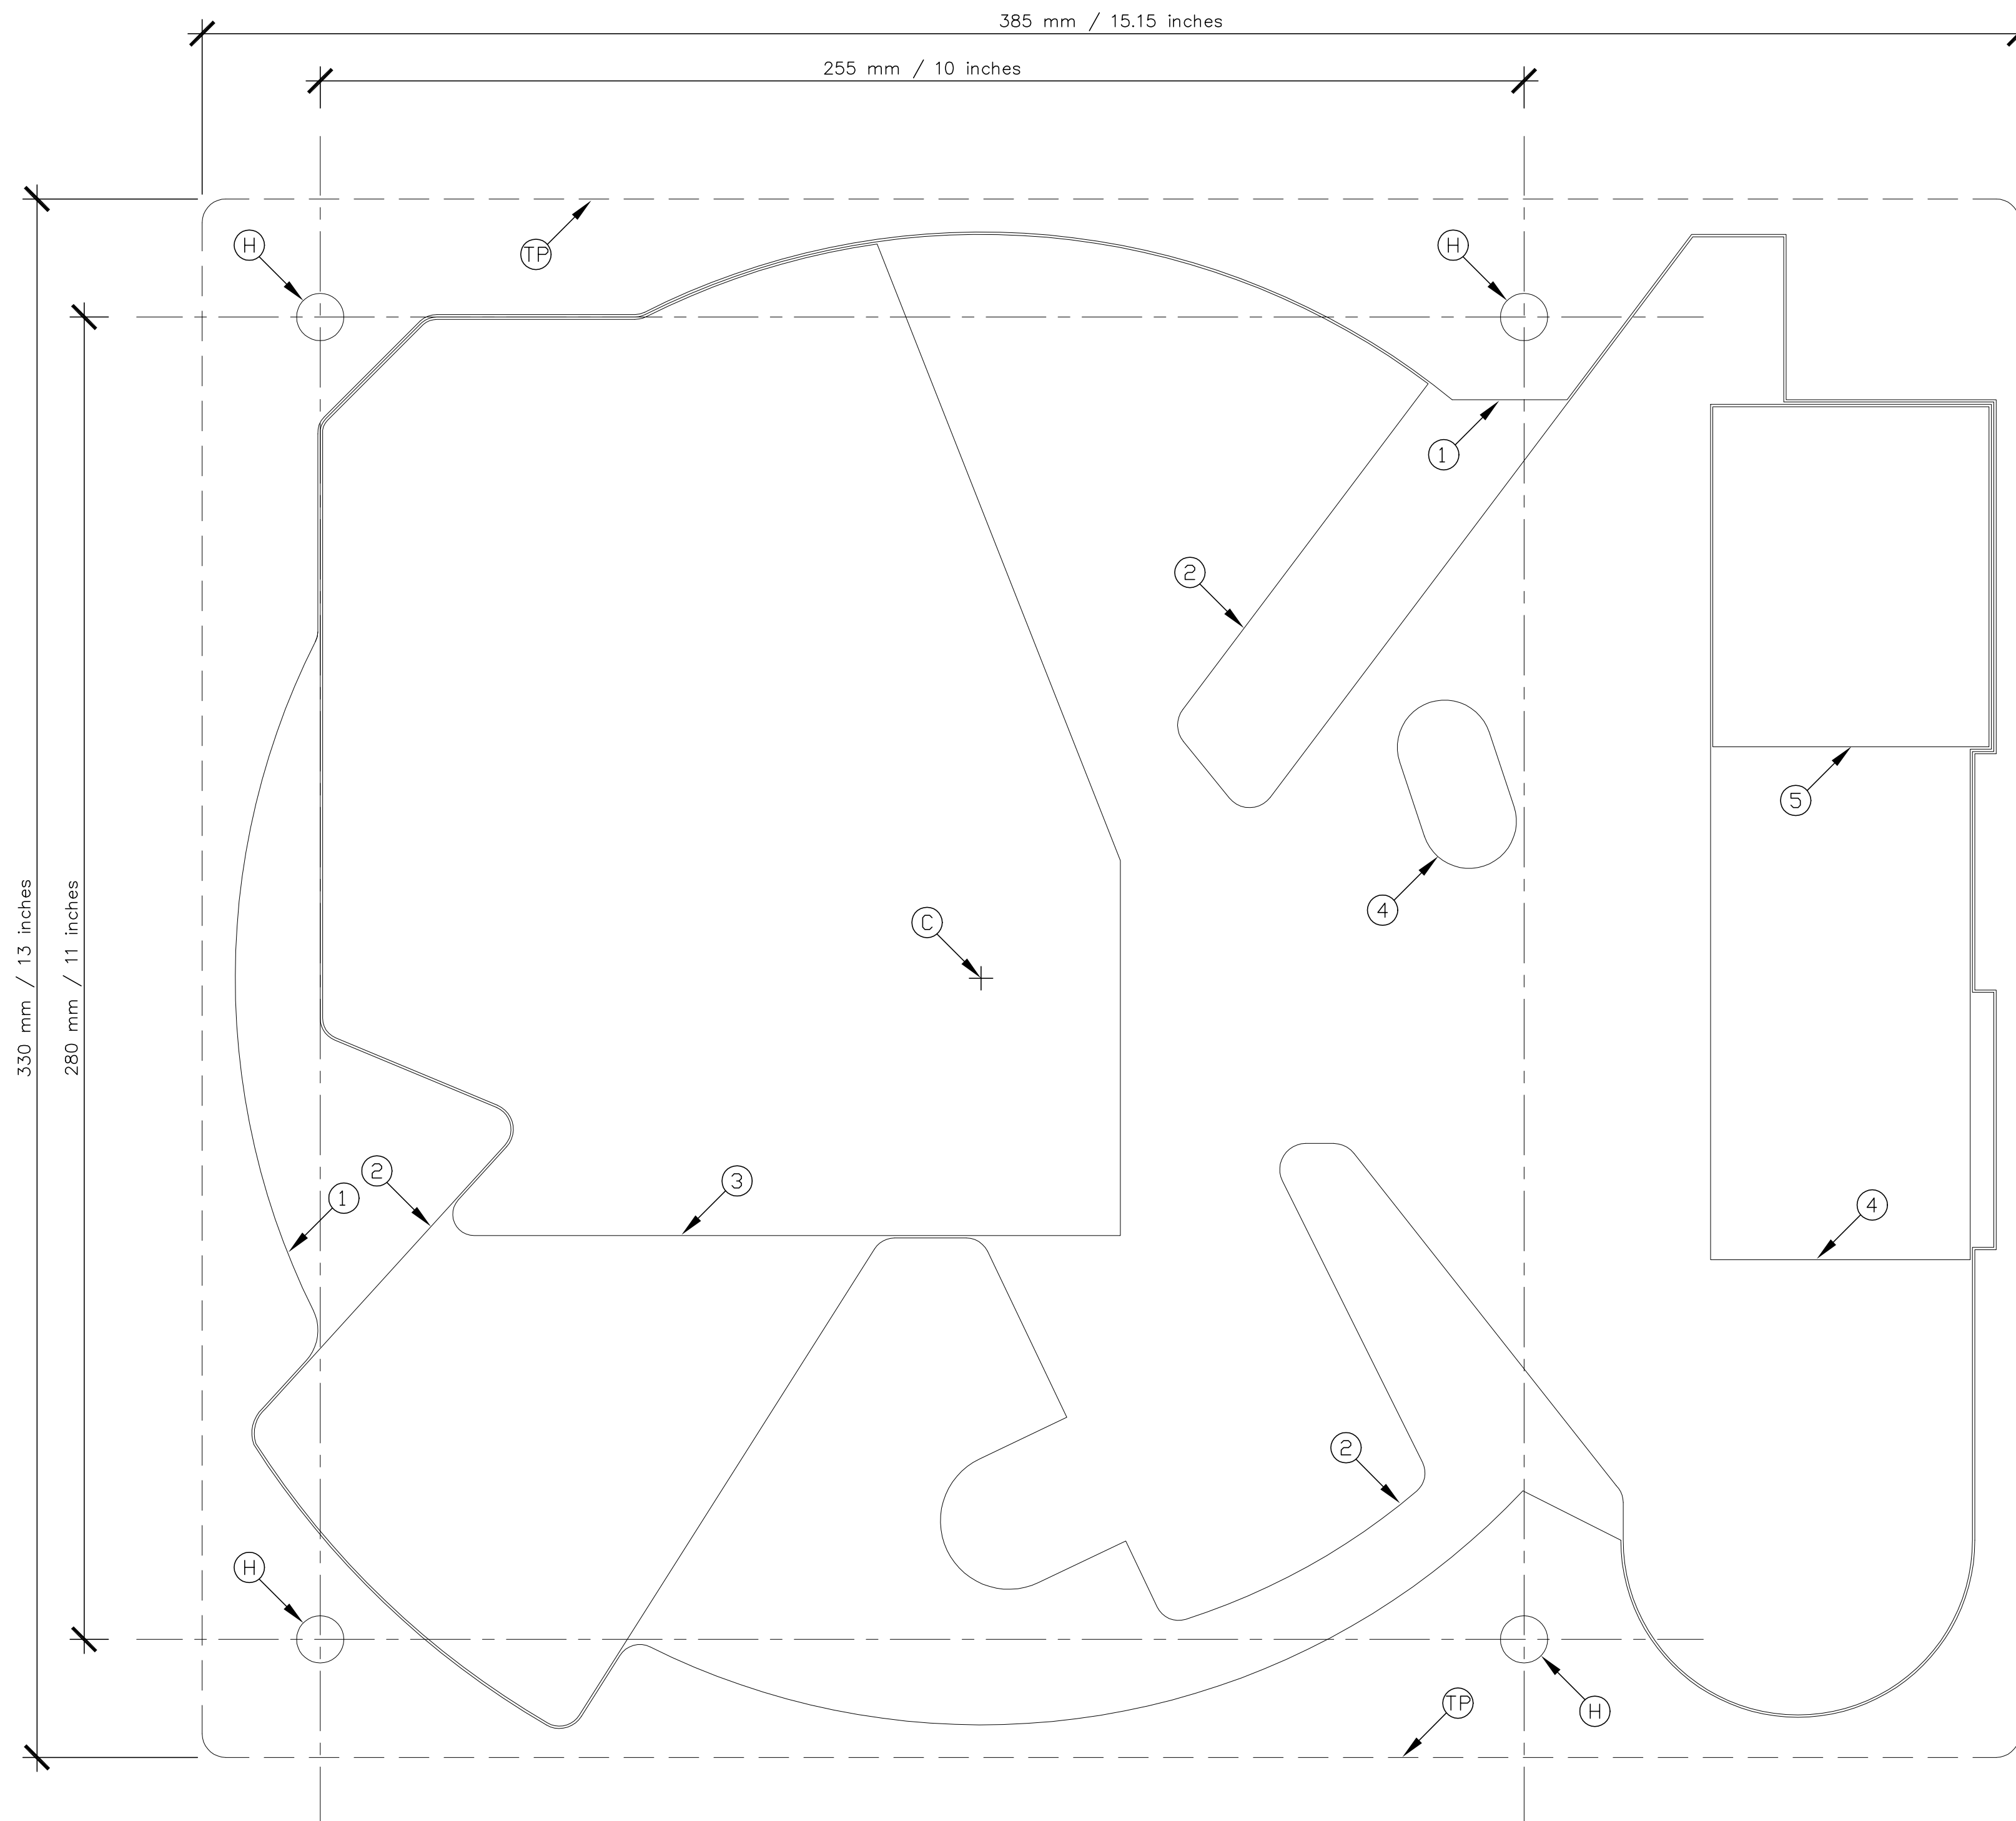 385 mm / 15.15 inches
255 mm / 10 inches
H
TP
H
1
2
5
4
C
330 mm / 13 inches
280 mm / 11 inches
2
1
3
4
2
H
TP
H